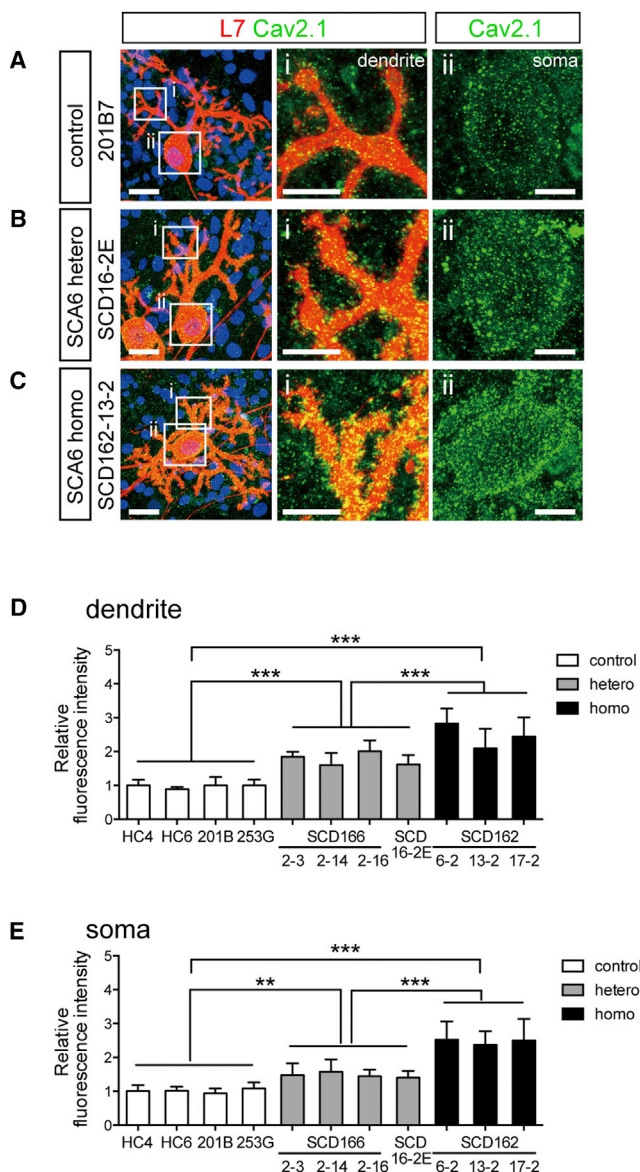 L7 Cav2.1 Cav2.1
A control 201B7 i ii i dendrite ii soma
B SCA6 hetero SCD16-2E i ii i ii
C SCA6 homo SCD162-13-2 i ii i ii
D dendrite
Relative fluorescence intensity
5
4
3
2
1
0
***
*** ***
control
hetero
homo
HC4 HC6 201B 253G SCD166 SCD 16-2E SCD162
2-3 2-14 2-16 6-2 13-2 17-2
E soma
Relative fluorescence intensity
5
4
3
2
1
0
***
** ***
control
hetero
homo
HC4 HC6 201B 253G SCD166 SCD 16-2E SCD162
2-3 2-14 2-16 6-2 13-2 17-2